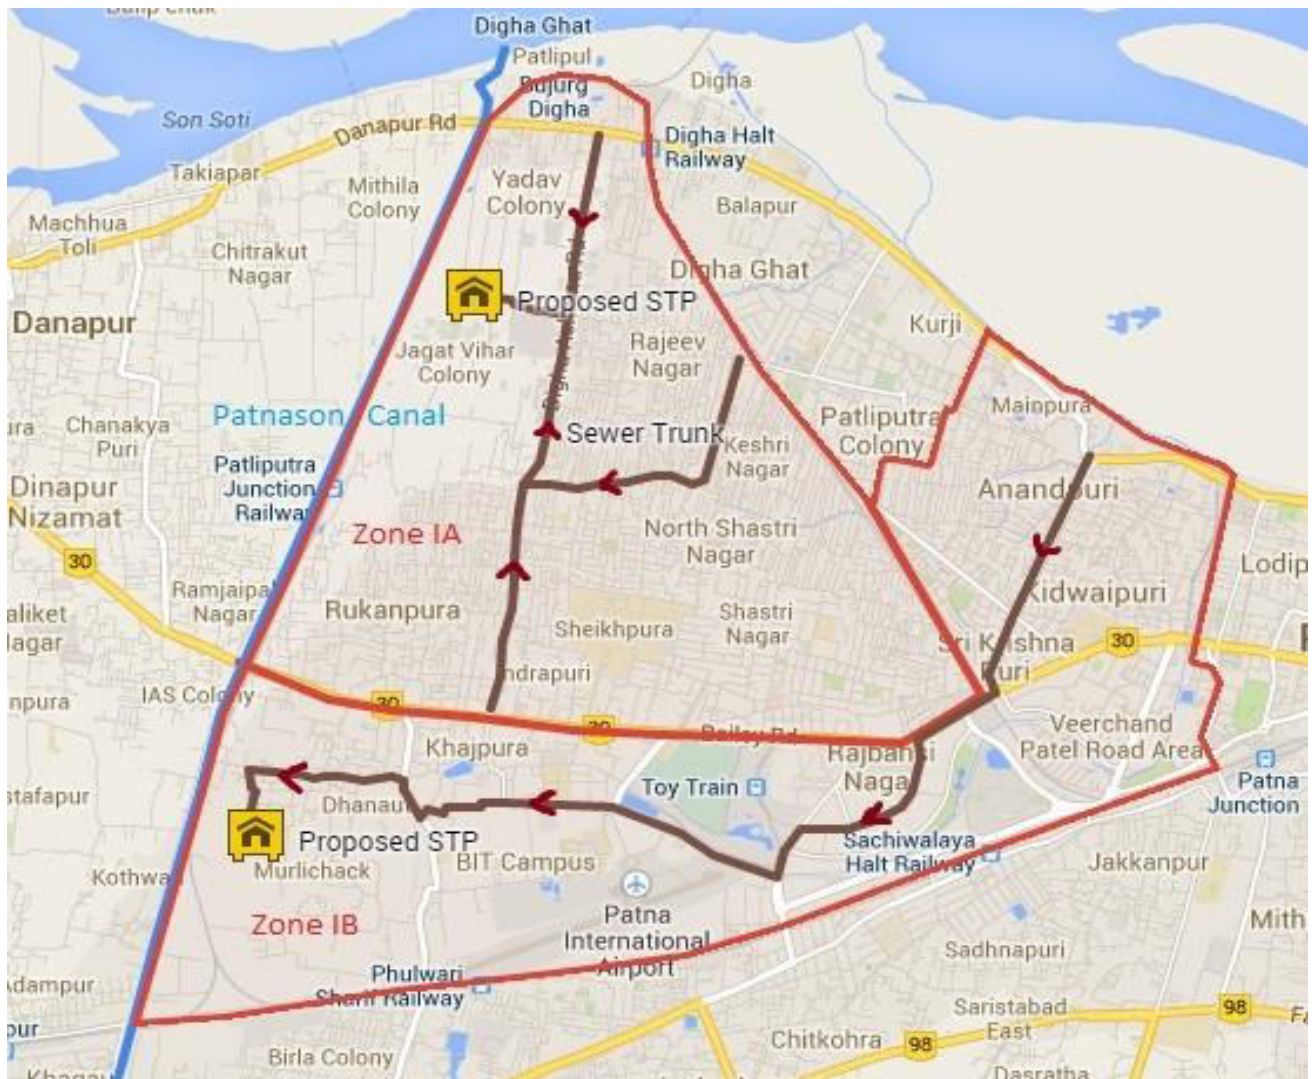 Digha Ghat
Patlipul
Bujurg
Digha
Digha
Son Soti
Danapur Rd
Digha Halt
Railway
Takiapar
Mithila
Colony
Yadav
Colony
Balapur
Machhua
Toli
Chitrakut
Nagar
Digha Ghat
Proposed STP
Danapur
Kurji
Rajeev
Nagar
Jagat Vihar
Colony
Patnason Canal
Mainpura
Patliputra
Colony
Chanakya
Puri
Sewer Trunk
Keshri
Nagar
Patliputra
Junction
Railway
Dinapur
Nizamat
Anandpuri
Zone IA
North Shastri
Nagar
30
Lodip
Ramjaipal
Nagar
Rukanpura
Kidwaipuri
aliket
Nagar
Sheikhpura
Shastri
Nagar
Sri Krishna
Puri
30
ndrapuri
IAS Colony
npura
30
30
Bailey Rd
Khajpura
Rajbansi
Naga
Veerchand
Patel Road Area
Toy Train
Patna
Junction
stafapur
Dhanaut
Proposed STP
Sachiwalaya
Halt Railway
BIT Campus
Jakkanpur
Kothwa
Murlichack
Zone IB
Patna
International
Airport
Mith
Sadhnapuri
Phulwari
Sharif Railway
Adampur
Saristabad
East
98
pur
Chitkohra
98
Birla Colony
Khagau
Dasratha